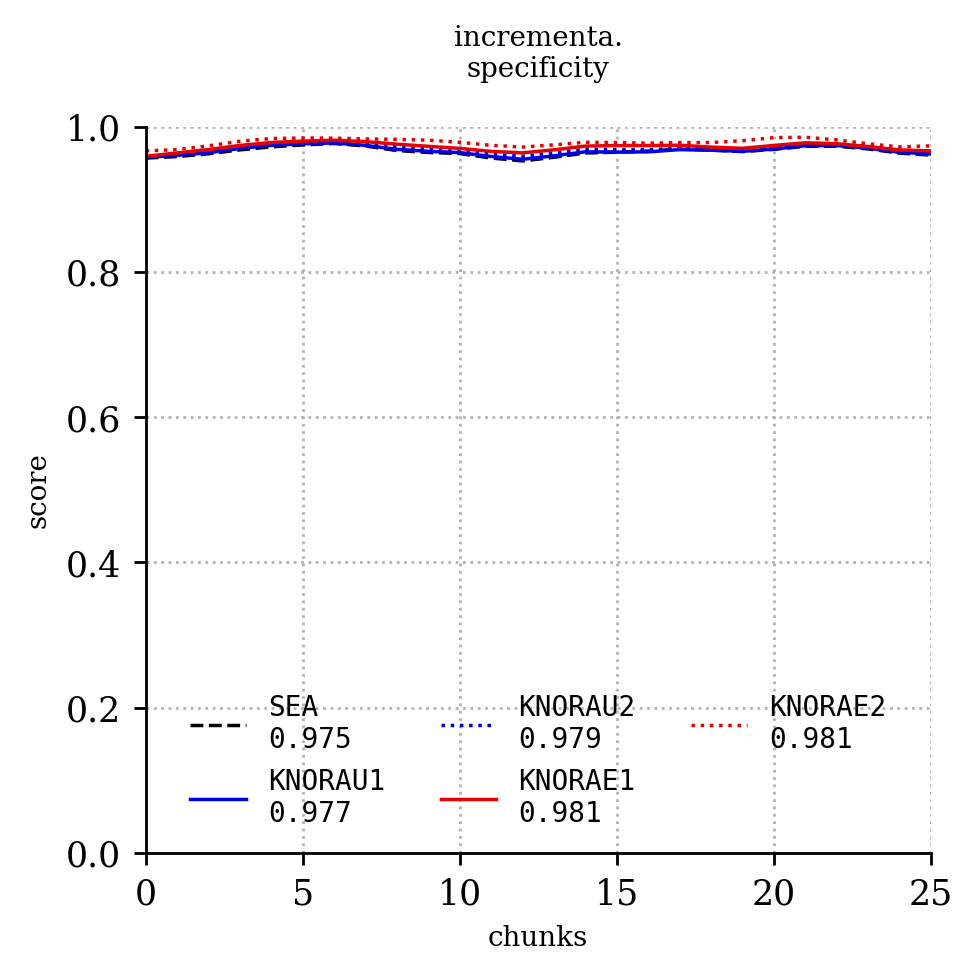 incrementa.
specificity
1.0
0.8
0.6
0.4
0.2
0.0
score
SEA
0.975
KNORAU1
0.977
KNORAU2
0.979
KNORAE1
0.981
KNORAE2
0.981
0 5 10 15 20 25
chunks